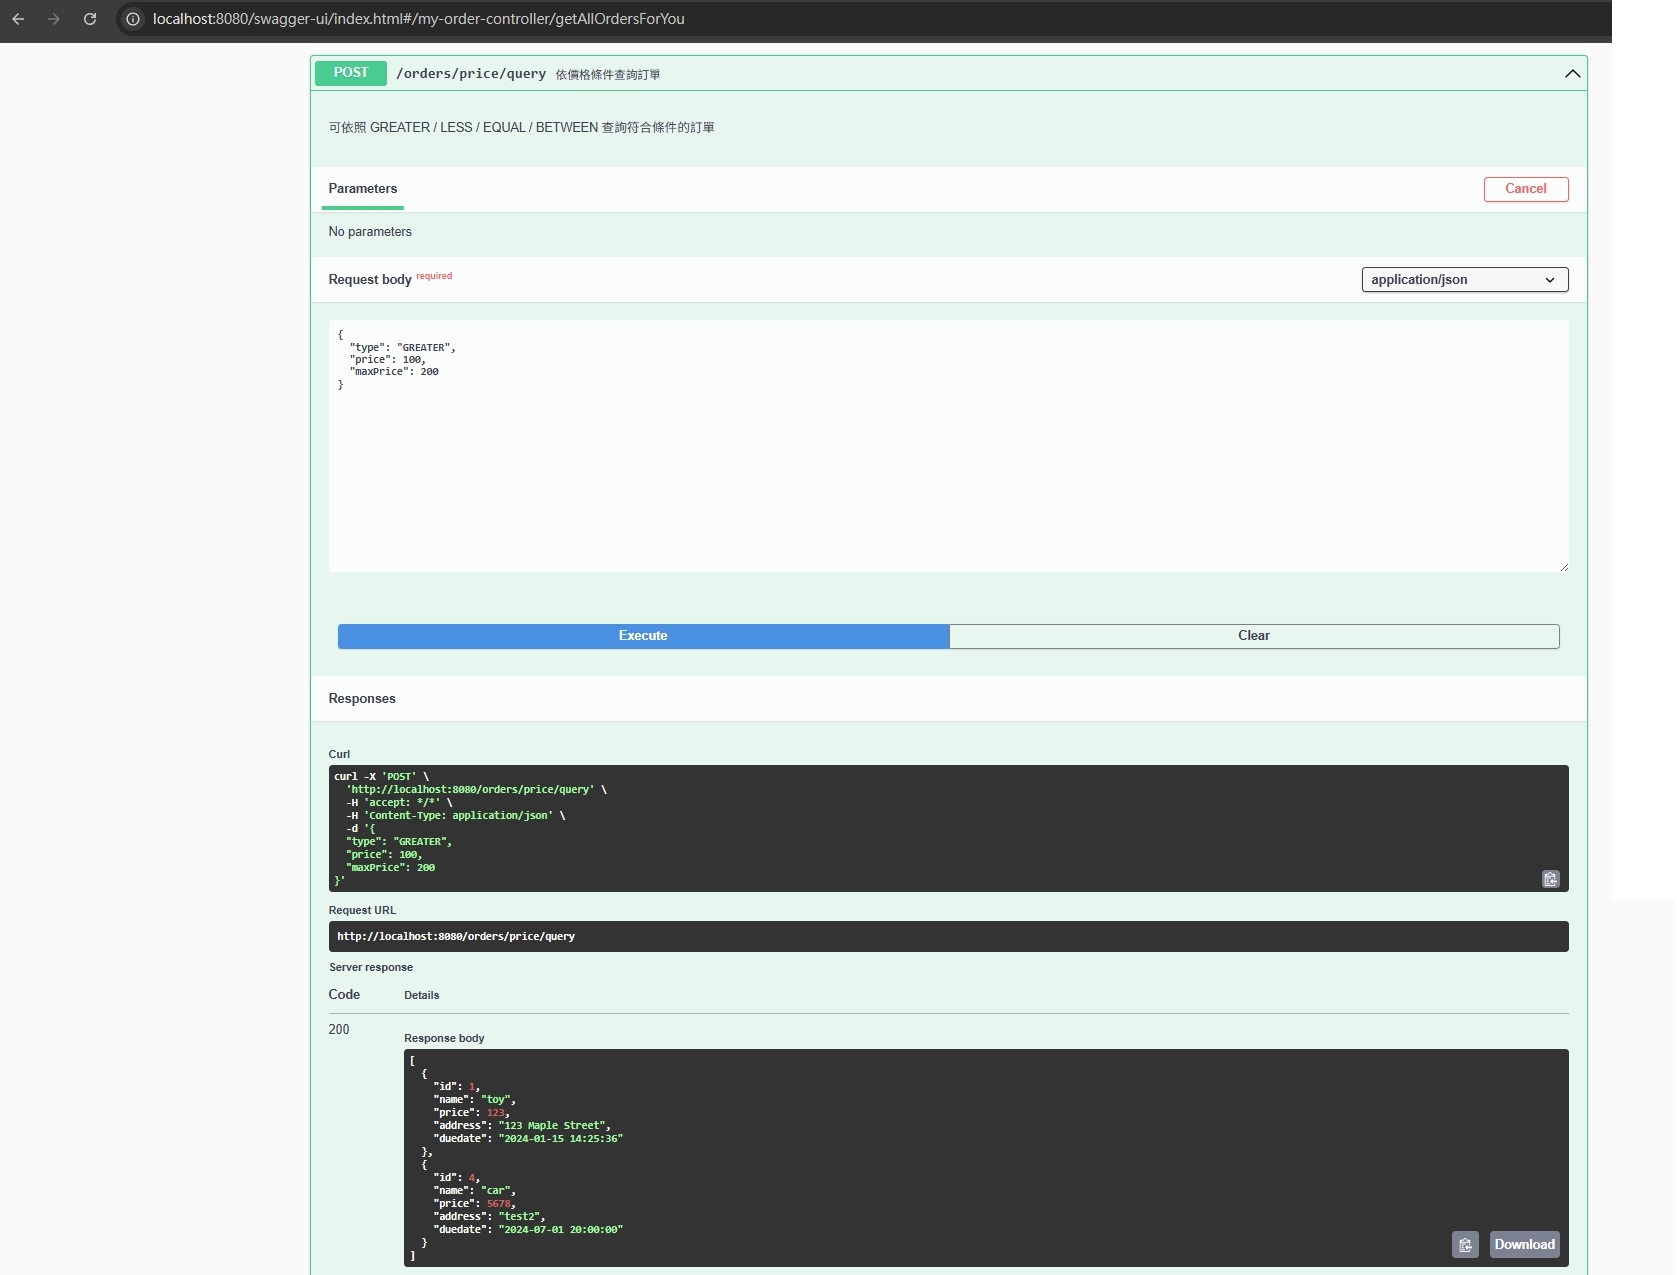 localhost:8080/swagger-ui/index.html#/my-order-controller/getAllOrdersForYou
POST /orders/price/query 依價格條件查詢訂單
可依照 GREATER / LESS / EQUAL / BETWEEN 查詢符合條件的訂單
Parameters
Cancel
No parameters
Request body required
application/json
{
  "type": "GREATER",
  "price": 100,
  "maxPrice": 200
}
Execute
Clear
Responses
Curl
curl -X 'POST' \
  'http://localhost:8080/orders/price/query' \
  -H 'accept: */*' \
  -H 'Content-Type: application/json' \
  -d '{
  "type": "GREATER",
  "price": 100,
  "maxPrice": 200
}'
Request URL
http://localhost:8080/orders/price/query
Server response
Code Details
200
Response body
[
  {
    "id": 1,
    "name": "toy",
    "price": 123,
    "address": "123 Maple Street",
    "duedate": "2024-01-15 14:25:36"
  },
  {
    "id": 4,
    "name": "car",
    "price": 5678,
    "address": "test2",
    "duedate": "2024-07-01 20:00:00"
  }
]
Download